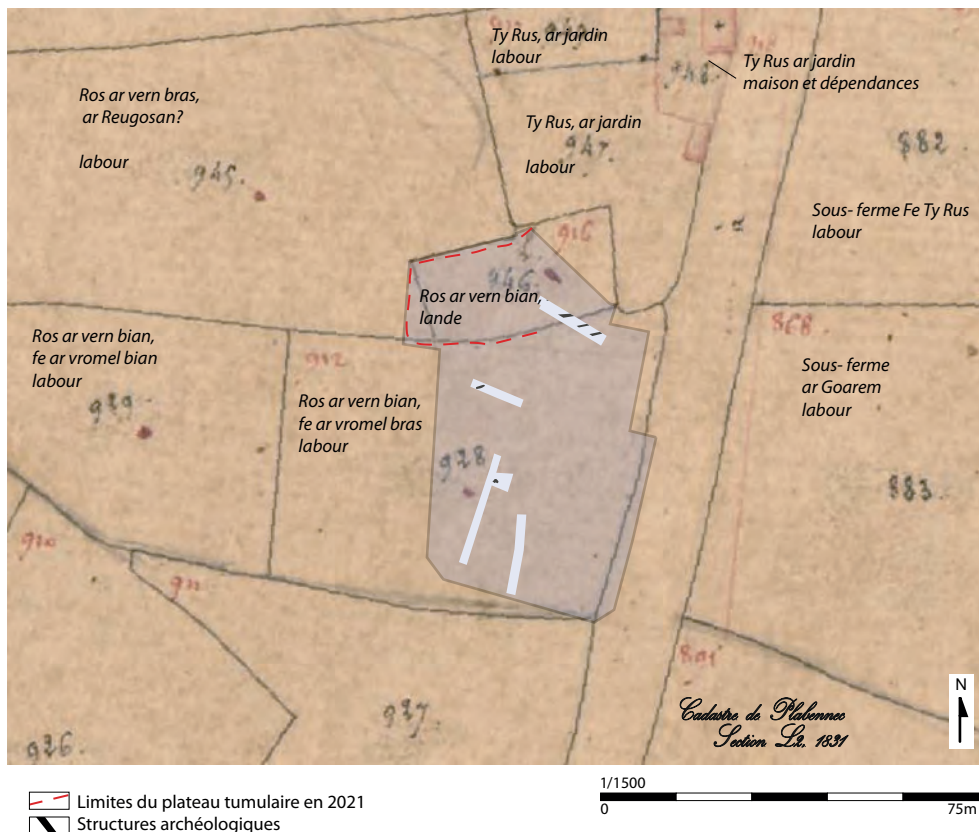 Ty Rus, ar jardin
labour
Ty Rus ar jardin
maison et dépendances
948.
Ros ar vern bras,
ar Reugosan?
labour
945.
Ty Rus, ar jardin
947.
labour
882
Sous- ferme Fe Ty Rus
labour
916
946.
Ros ar vern bian,
lande
868
Ros ar vern bian,
fe ar vromel bian
labour
939.
912
Ros ar vern bian,
fe ar vromel bras
labour
Sous- ferme
ar Goarem
labour
928
883.
910
911
801
927.
926.
Cadastre de Plabennec
Section L2, 1831
N
Limites du plateau tumulaire en 2021
Structures archéologiques
1/1500
0 75m